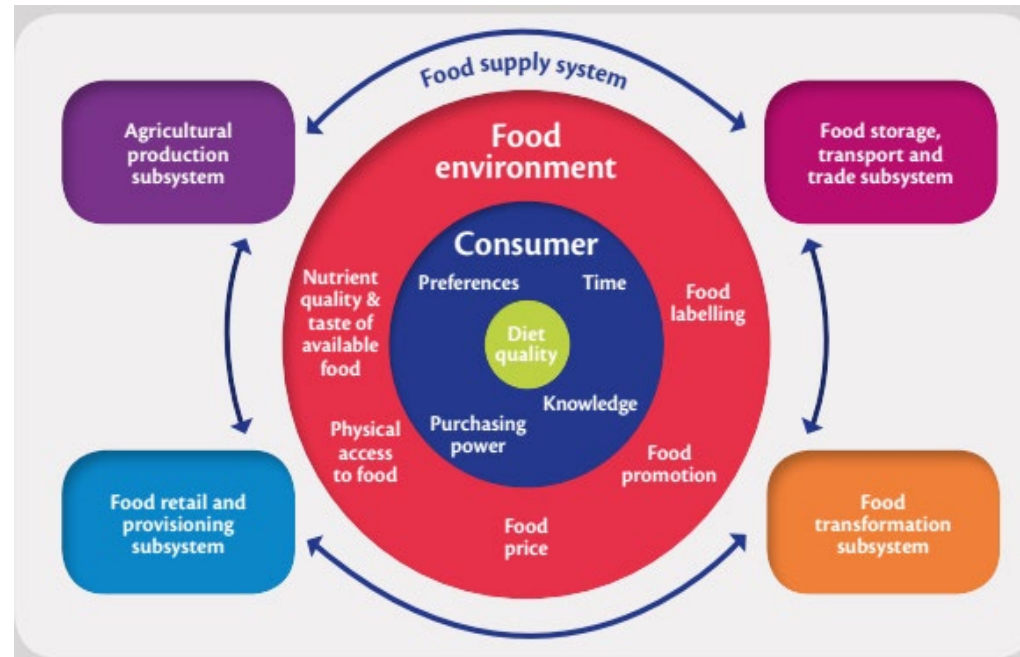 Food supply system
Agricultural
production
subsystem
Food storage,
transport and
trade subsystem
Food
environment
Consumer
Preferences
Time
Nutrient
quality &
taste of
available
food
Food
labelling
Diet
quality
Knowledge
Purchasing
power
Physical
access
to food
Food
promotion
Food
price
Food retail and
provisioning
subsystem
Food
transformation
subsystem